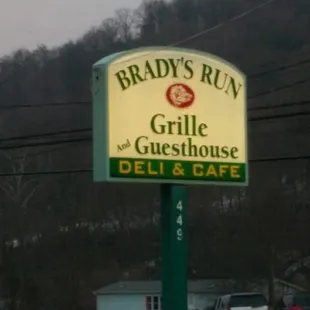 BRADY'S RUN
Grille
And Guesthouse
DELI & CAFE
449